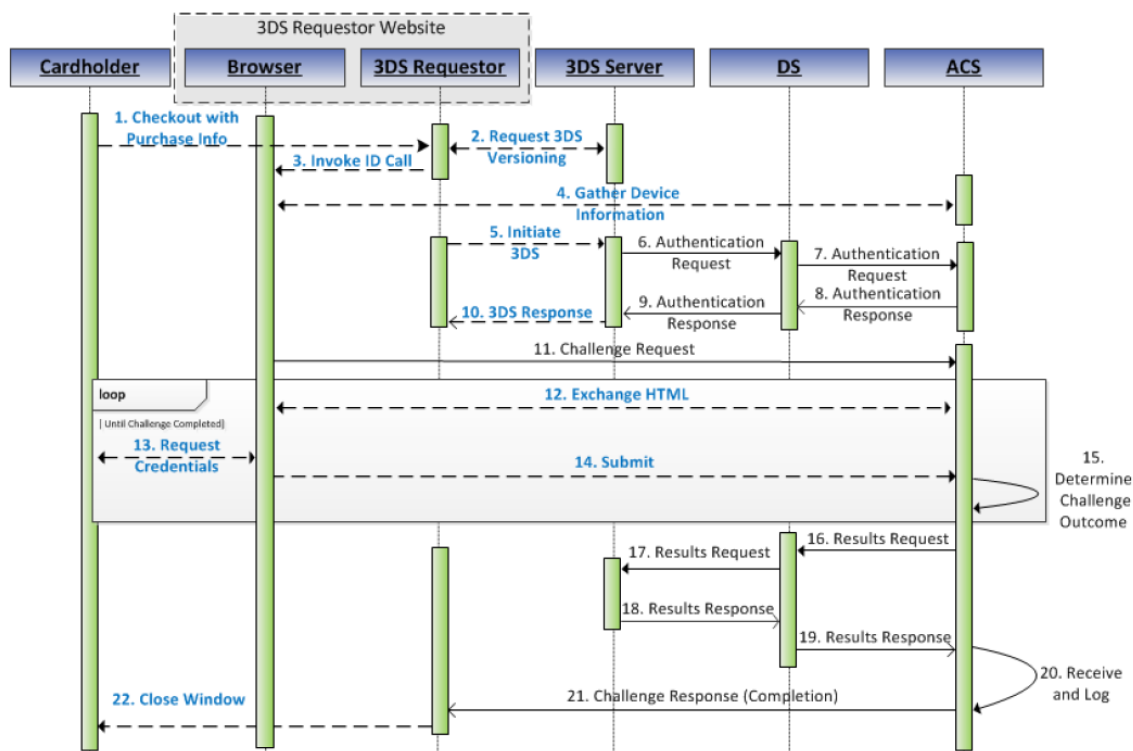 3DS Requestor Website
Cardholder
Browser
3DS Requestor
3DS Server
DS
ACS
1. Checkout with
Purchase Info
2. Request 3DS
Versioning
3. Invoke ID Call
4. Gather Device
Information
5. Initiate
3DS
6. Authentication
Request
7. Authentication
Request
8. Authentication
Response
9. Authentication
Response
10. 3DS Response
11. Challenge Request
loop
[ Until Challenge Completed]
12. Exchange HTML
13. Request
Credentials
14. Submit
15.
Determine
Challenge
Outcome
16. Results Request
17. Results Request
18. Results Response
19. Results Response
20. Receive
and Log
21. Challenge Response (Completion)
22. Close Window